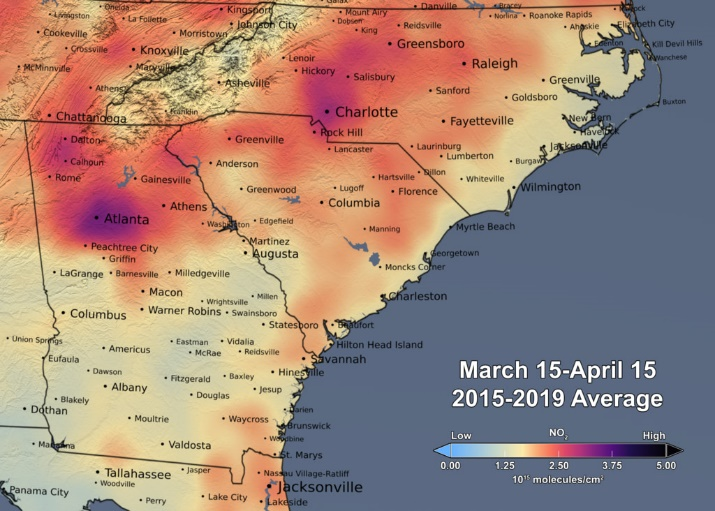 Livingston
Oneida
La Follette
Kingsport
Galax
Mount Airy
Danville
Bracey
Norlina
Roanoke Rapids
Ahoskie
Elizabeth City
Cookeville
Morristown
Johnson City
Dobson
King
Reidsville
Crossville
Knoxville
Greensboro
Edenton
Kill Devil Hills
McMinnville
Maryville
Lenoir
Hickory
Raleigh
Wanchese
Salisbury
Athens
Asheville
Sanford
Greenville
Goldsboro
Buxton
Chattanooga
Franklin
Charlotte
Fayetteville
New Bern
Havelock
Dalton
Greenville
Rock Hill
Lancaster
Laurinburg
Lumberton
Jacksonville
Burgaw
Calhoun
Anderson
Rome
Gainesville
Greenwood
Lugoff
Hartsville
Dillon
Florence
Whiteville
Wilmington
Athens
Columbia
Atlanta
Washington
Edgefield
Manning
Myrtle Beach
Peachtree City
Martinez
Augusta
Georgetown
Griffin
Moncks Corner
LaGrange
Barnesville
Milledgeville
Macon
Wrightsville
Millen
Charleston
Columbus
Warner Robins
Swainsboro
Statesboro
Beaufort
Union Springs
Eastman
Vidalia
Hilton Head Island
Americus
McRae
Reidsville
Eufaula
Savannah
Dawson
Fitzgerald
Baxley
Hinesville
Albany
Jesup
Blakely
Douglas
Dothan
Moultrie
Waycross
Darien
Brunswick
Marianna
Valdosta
Woodbine
St. Marys
Tallahassee
Jasper
Nassau Village-Ratliff
Woodville
Jacksonville
Panama City
Perry
Lake City
Lakeside
March 15-April 15
2015-2019 Average
Low NO₂ High
0.00 1.25 2.50 3.75 5.00
10¹⁵ molecules/cm²